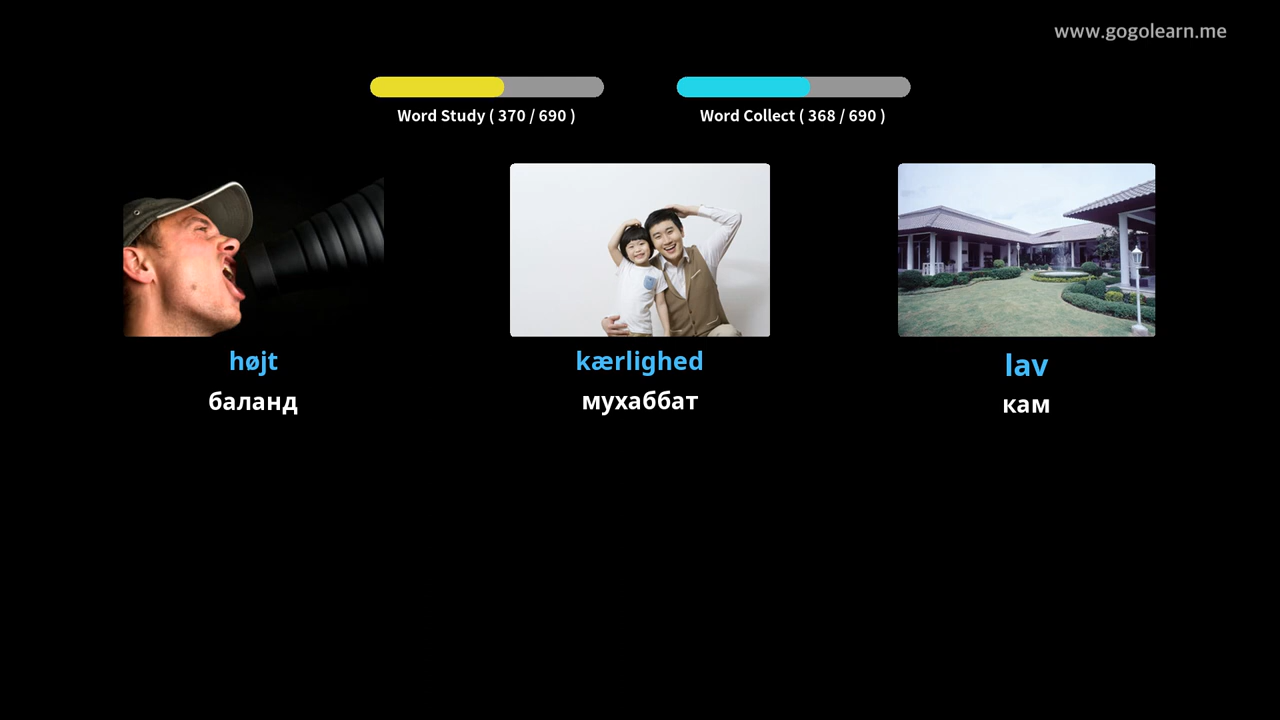 www.gogolearn.me
Word Study ( 370 / 690 )
Word Collect ( 368 / 690 )
højt
kærlighed
lav
баланд
мухаббат
кам